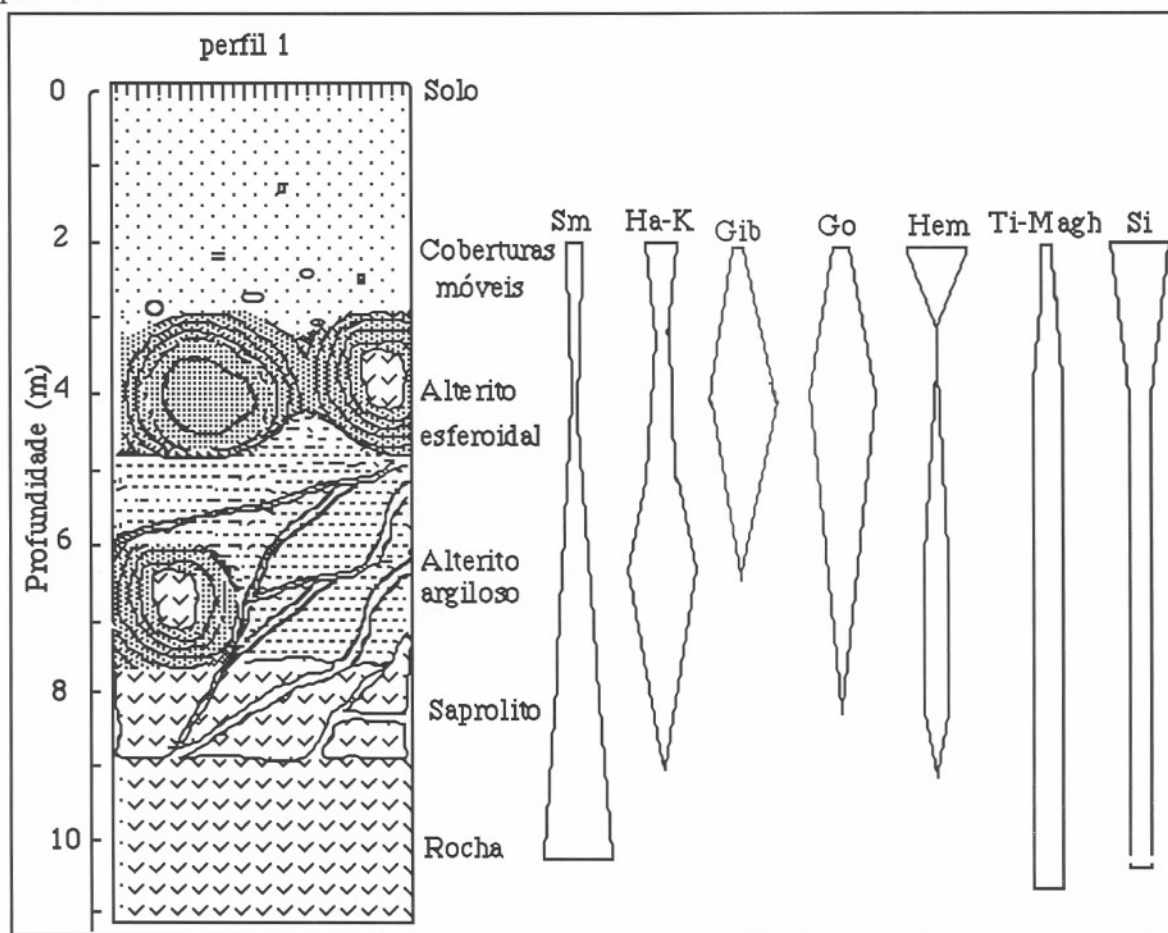 perfil 1
0
Solo
2
Sm
Ha-K
Gib
Go
Hem
Ti-Magh
Si
Coberturas
móveis
4
Alterito
esferoidal
Profundidade (m)
6
Alterito
argiloso
8
Saprolito
10
Rocha